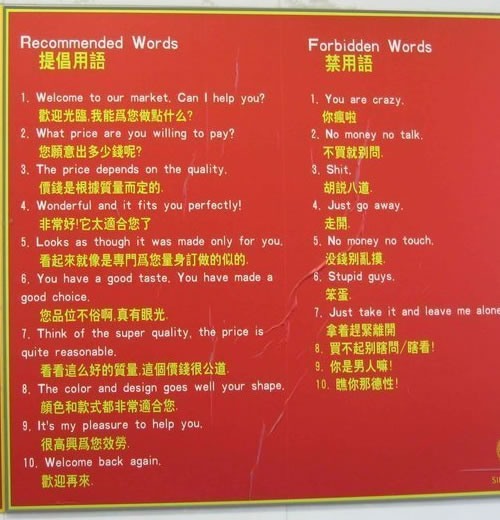 Recommended Words
提倡用語
1. Welcome to our market. Can I help you?
歡迎光臨,我能爲您做點什么?
2. What price are you willing to pay?
您願意出多少錢呢?
3. The price depends on the quality.
價錢是根據質量而定的.
4. Wonderful and it fits you perfectly!
非常好!它太適合您了
5. Looks as though it was made only for you.
看起來就像是專門爲您量身訂做的似的.
6. You have a good taste. You have made a
good choice.
您品位不俗啊,真有眼光.
7. Think of the super quality, the price is
quite reasonable.
看看這么好的質量,這個價錢很公道.
8. The color and design goes well your shape.
顔色和款式都非常適合您.
9. It's my pleasure to help you.
很高興爲您效勞.
10. Welcome back again.
歡迎再來.
Forbidden Words
禁用語
1. You are crazy.
你瘋啦
2. No money no talk.
不買就别問.
3. Shit.
胡説八道.
4. Just go away.
走開.
5. No money no touch.
没錢别亂摸.
6. Stupid guys.
笨蛋.
7. Just take it and leave me alone
拿着趕緊離開
8. 買不起别瞎問/瞎看!
9. 你是男人嘛!
10. 瞧你那德性!